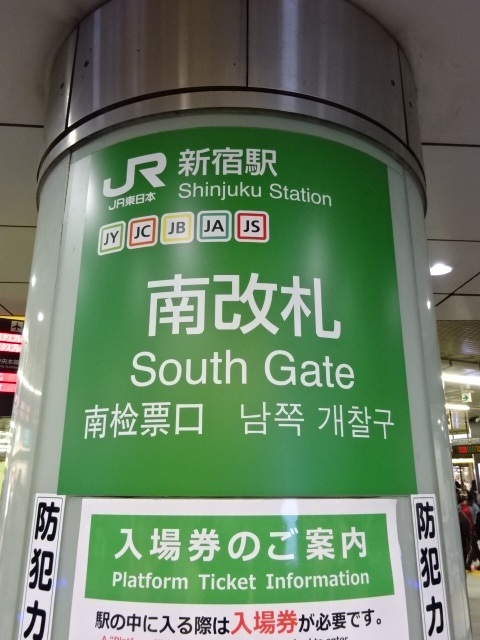 JR 新宿駅
JR東日本 Shinjuku Station
JY JC JB JA JS
南改札
South Gate
南检票口 남쪽 개찰구
入場券のご案内
Platform Ticket Information
駅の中に入る際は入場券が必要です。
防犯カ
防犯カ